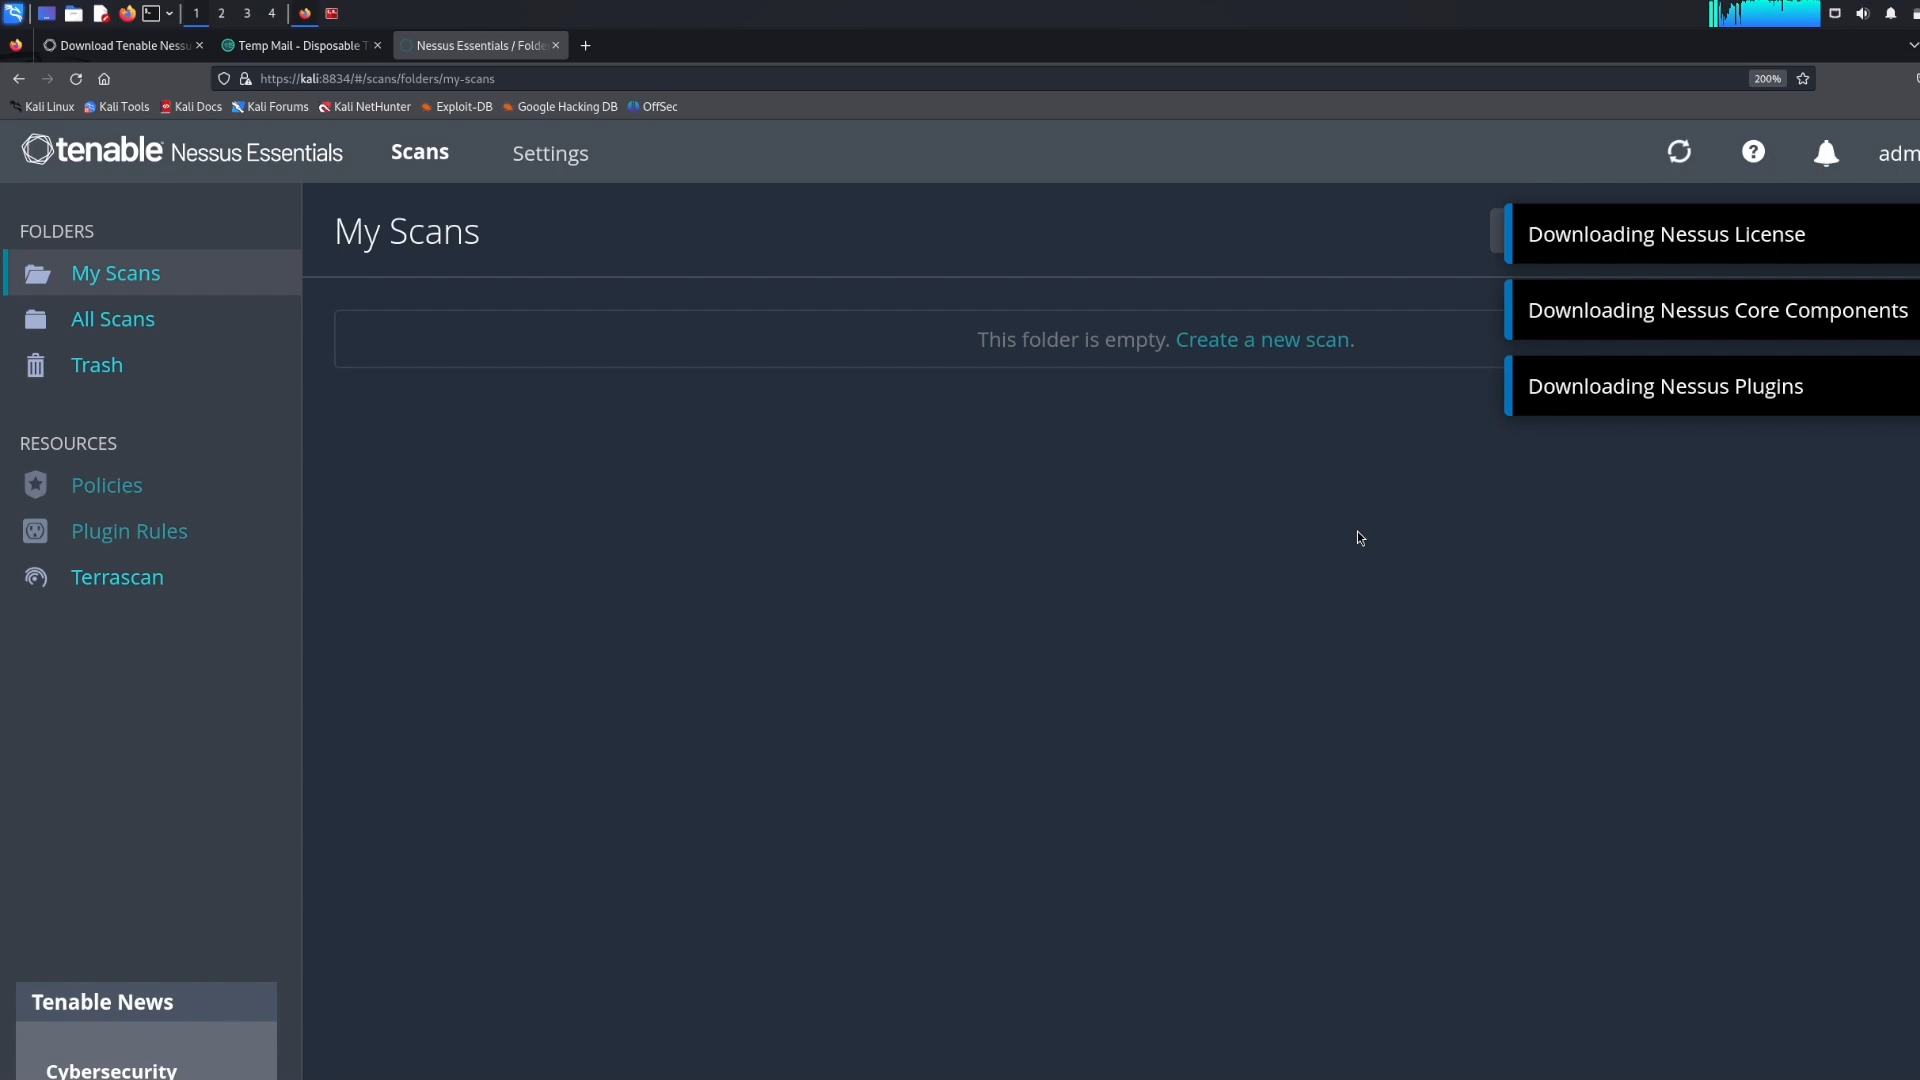 1 2 3 4
Download Tenable Nessu
Temp Mail - Disposable T
Nessus Essentials / Folde
https://kali:8834/#/scans/folders/my-scans
200%
Kali Linux Kali Tools Kali Docs Kali Forums Kali NetHunter Exploit-DB Google Hacking DB OffSec
tenable Nessus Essentials
Scans
Settings
adm
FOLDERS
My Scans
All Scans
Trash
RESOURCES
Policies
Plugin Rules
Terrascan
Tenable News
Cybersecurity
My Scans
This folder is empty. Create a new scan.
Downloading Nessus License
Downloading Nessus Core Components
Downloading Nessus Plugins